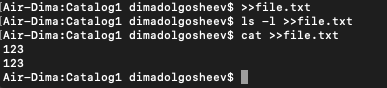 [Air-Dima:Catalog1 dimadolgosheev$ >>file.txt
[Air-Dima:Catalog1 dimadolgosheev$ ls -l >>file.txt
[Air-Dima:Catalog1 dimadolgosheev$ cat >>file.txt
123
123
Air-Dima:Catalog1 dimadolgosheev$